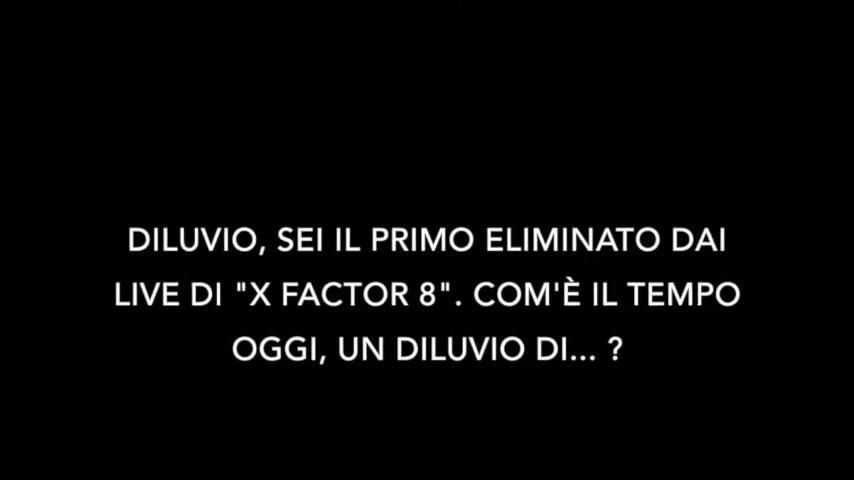 DILUVIO, SEI IL PRIMO ELIMINATO DAI
LIVE DI "X FACTOR 8". COM'È IL TEMPO
OGGI, UN DILUVIO DI... ?